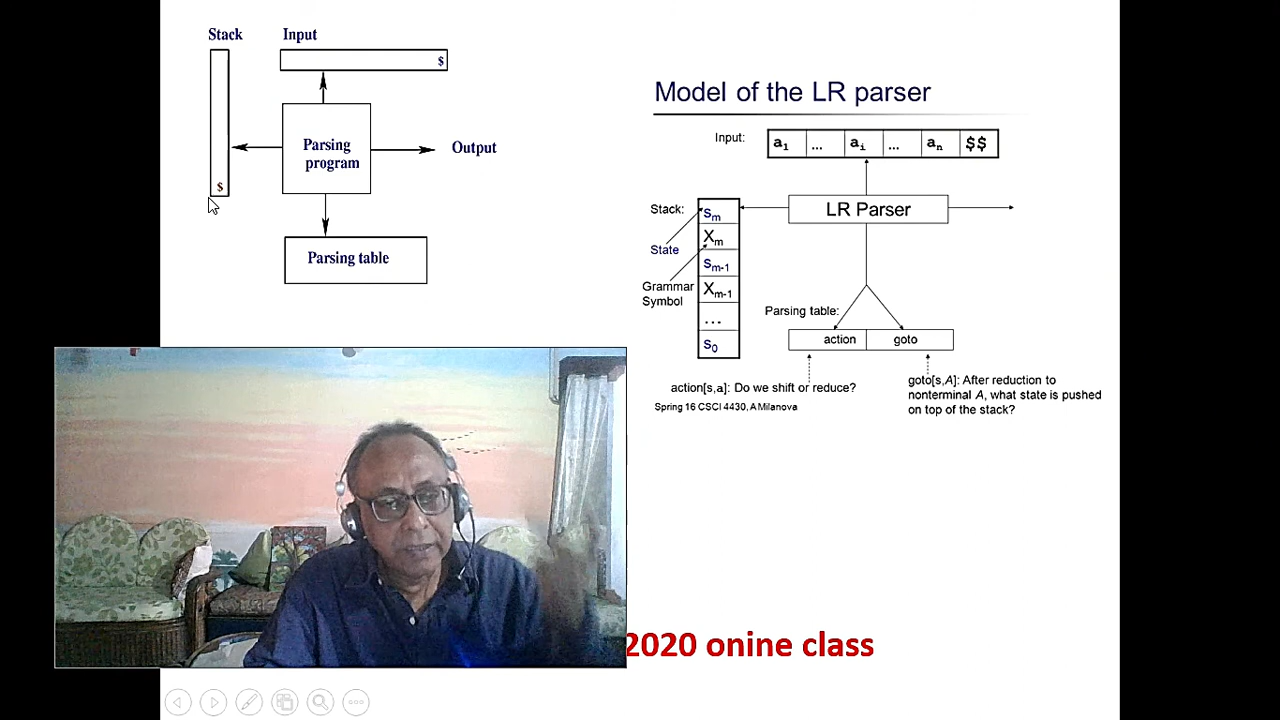 Stack
Input
$
Parsing
program
Output
$
Parsing table
Model of the LR parser
Input:
a1 ... ai ... an $$
LR Parser
Stack:
sm
Xm
State
sm-1
Grammar
Symbol
Xm-1
...
s0
Parsing table:
action goto
action[s,a]: Do we shift or reduce?
goto[s,A]: After reduction to
nonterminal A, what state is pushed
on top of the stack?
Spring 16 CSCI 4430, A Milanova
2020 onine class